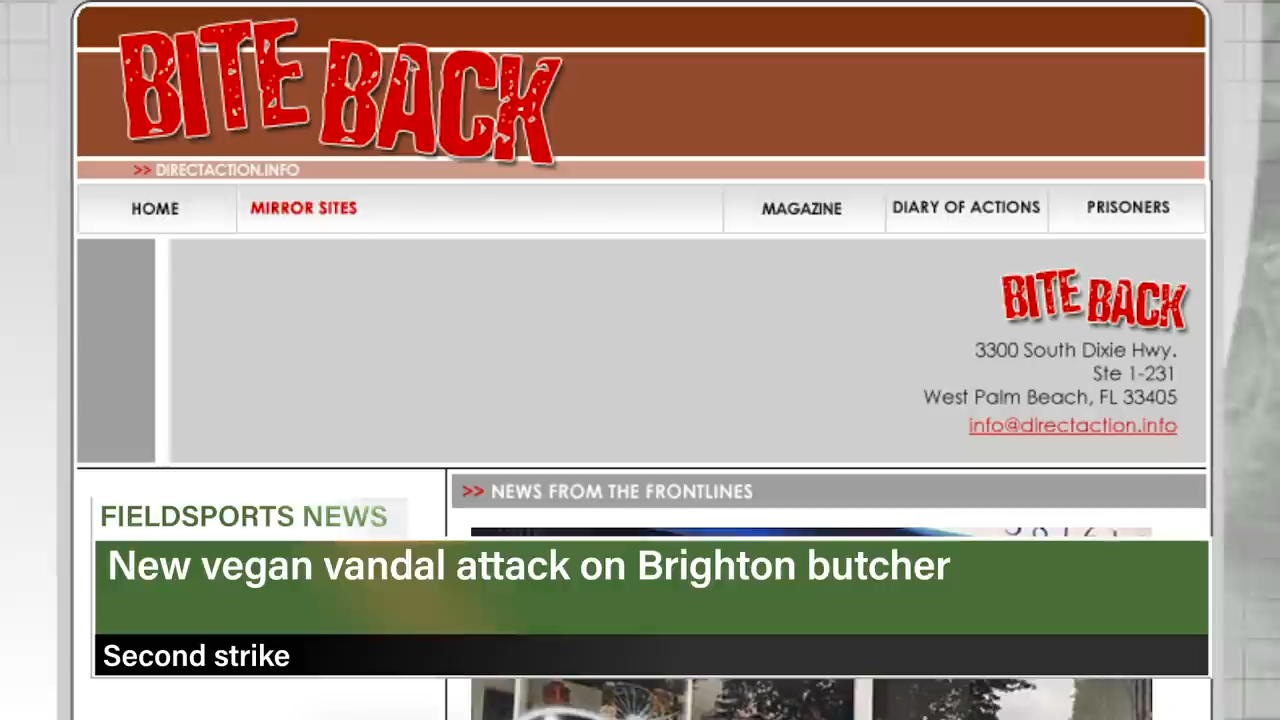 BITE BACK
>> DIRECTACTION.INFO
HOME
MIRROR SITES
MAGAZINE
DIARY OF ACTIONS
PRISONERS
BITE BACK
3300 South Dixie Hwy.
Ste 1-231
West Palm Beach, FL 33405
info@directaction.info
>> NEWS FROM THE FRONTLINES
FIELDSPORTS NEWS
New vegan vandal attack on Brighton butcher
Second strike